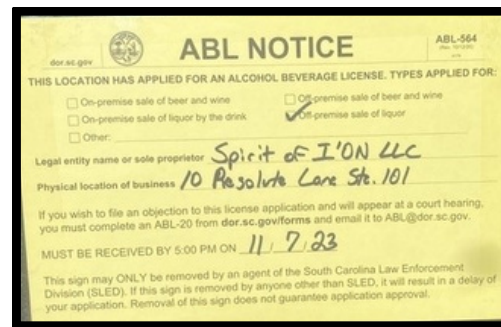 dor.sc.gov
ABL NOTICE
ABL-564
THIS LOCATION HAS APPLIED FOR AN ALCOHOL BEVERAGE LICENSE. TYPES APPLIED FOR:
On-premise sale of beer and wine
Off-premise sale of beer and wine
On-premise sale of liquor by the drink
Off-premise sale of liquor
Other:
Legal entity name or sole proprietor Spirit of I'ON LLC
Physical location of business 10 Resolute Lane Ste. 101
If you wish to file an objection to this license application and will appear at a court hearing,
you must complete an ABL-20 from dor.sc.gov/forms and email it to ABL@dor.sc.gov.
MUST BE RECEIVED BY 5:00 PM ON 11/7/23
This sign may ONLY be removed by an agent of the South Carolina Law Enforcement
Division (SLED). If this sign is removed by anyone other than SLED, it will result in a delay of
your application. Removal of this sign does not guarantee application approval.